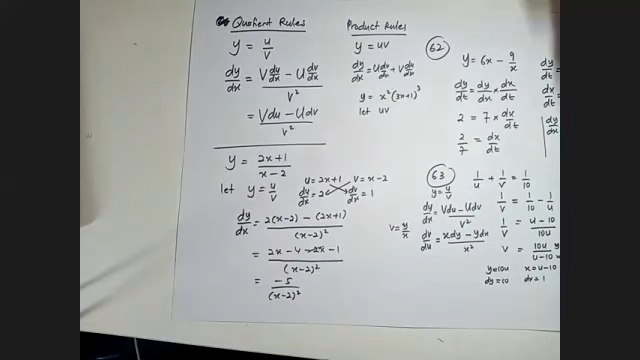 Quotient Rules
y = u/v
dy/dx = (V du/dx - U dv/dx)/V²
= (Vdu - Udv)/V²
y = (2x+1)/(x-2)
let y = u/v
u = 2x+1 V = x-2
du/dx = 2 dv/dx = 1
dy/dx = (2(x-2) - (2x+1))/(x-2)²
= (2x-4-2x-1)/(x-2)²
= -5/(x-2)²
Product Rules
y = uv
dy/dx = U dv/dx + V du/dx
y = x²(3x+1)³
let uv
62
y = 6x - 9/x
dy/dt = dy/dx × dx/dt
2 = 7 × dx/dt
2/7 = dx/dt
63
1/u + 1/v = 1/10
y = u/v
dy/dx = (Vdu - Udv)/V²
V = y/x
dv/du = (xdy - ydx)/x²
1/v = 1/10 - 1/u
1/v = (u-10)/10u
V = 10u/(u-10)
y=10u x=u-10
dy=10 dx=1